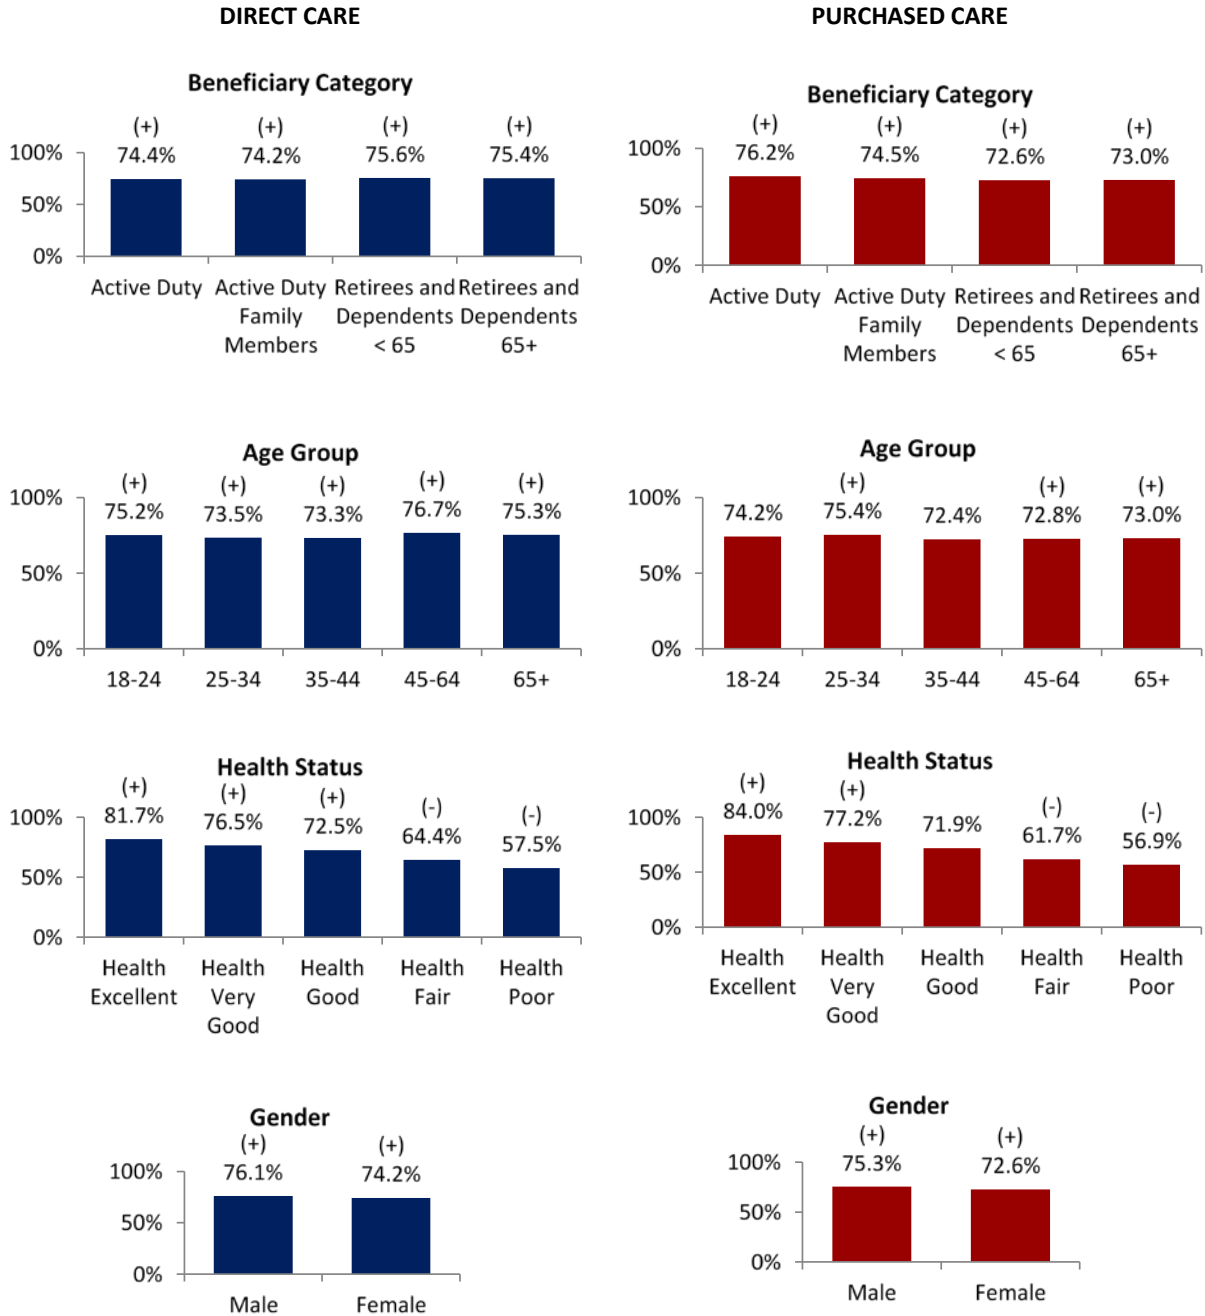 DIRECT CARE
Beneficiary Category
(+) (+) (+) (+)
74.4% 74.2% 75.6% 75.4%
100%
50%
0%
Active Duty Active Duty Retirees and Retirees and
Family Dependents Dependents
Members < 65 65+
Age Group
(+) (+) (+) (+) (+)
75.2% 73.5% 73.3% 76.7% 75.3%
100%
50%
0%
18-24 25-34 35-44 45-64 65+
Health Status
(+) (+) (+) (-) (-)
81.7% 76.5% 72.5% 64.4% 57.5%
100%
50%
0%
Health Health Health Health Health
Excellent Very Good Fair Poor
Good
Gender
(+) (+)
76.1% 74.2%
100%
50%
0%
Male Female
PURCHASED CARE
Beneficiary Category
(+) (+) (+) (+)
76.2% 74.5% 72.6% 73.0%
100%
50%
0%
Active Duty Active Duty Retirees and Retirees and
Family Dependents Dependents
Members < 65 65+
Age Group
(+) (+) (+)
74.2% 75.4% 72.4% 72.8% 73.0%
100%
50%
0%
18-24 25-34 35-44 45-64 65+
Health Status
(+) (+) (-) (-)
84.0% 77.2% 71.9% 61.7% 56.9%
100%
50%
0%
Health Health Health Health Health
Excellent Very Good Fair Poor
Good
Gender
(+) (+)
75.3% 72.6%
100%
50%
0%
Male Female